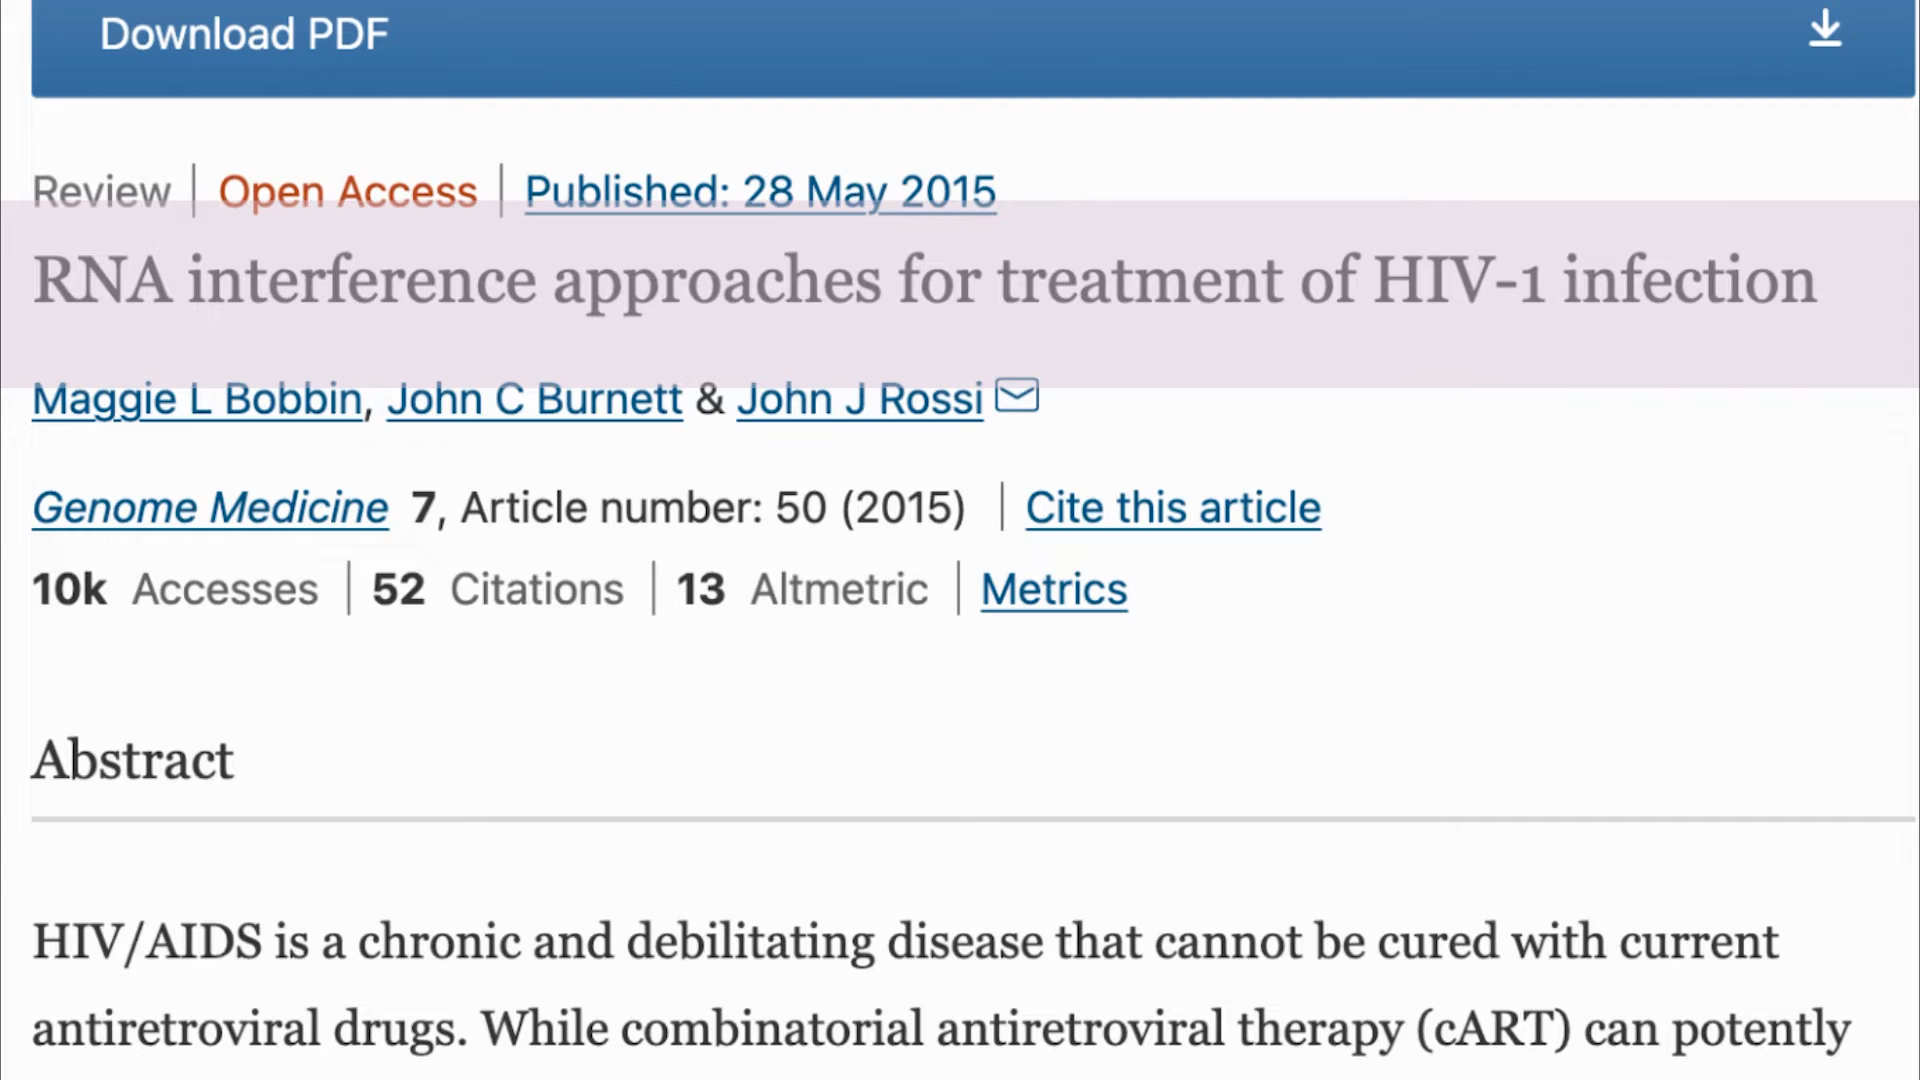 Download PDF
Review | Open Access | Published: 28 May 2015
RNA interference approaches for treatment of HIV-1 infection
Maggie L Bobbin, John C Burnett & John J Rossi
Genome Medicine 7, Article number: 50 (2015) | Cite this article
10k Accesses | 52 Citations | 13 Altmetric | Metrics
Abstract
HIV/AIDS is a chronic and debilitating disease that cannot be cured with current
antiretroviral drugs. While combinatorial antiretroviral therapy (cART) can potently